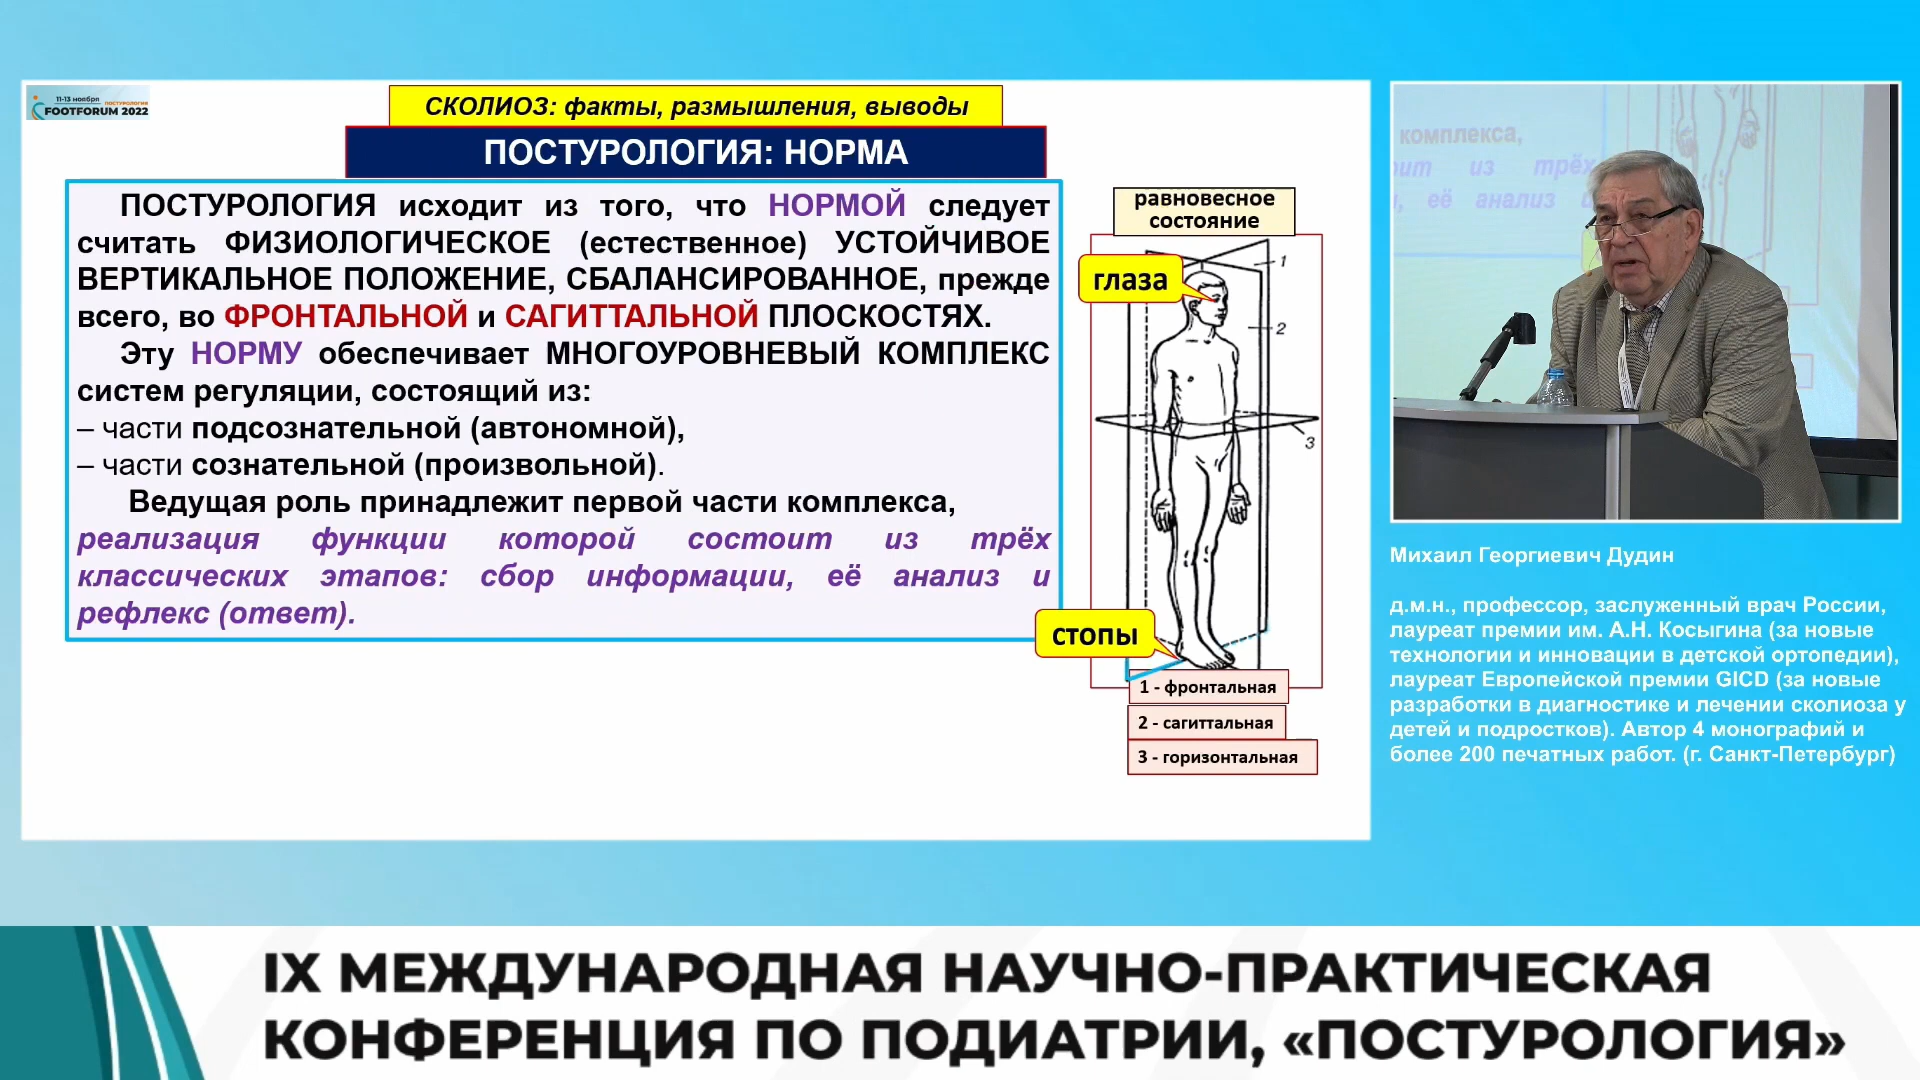 11-13 ноября
ПОСТУРОЛОГИЯ
FOOTFORUM 2022
СКОЛИОЗ: факты, размышления, выводы
ПОСТУРОЛОГИЯ: НОРМА
ПОСТУРОЛОГИЯ исходит из того, что НОРМОЙ следует
считать ФИЗИОЛОГИЧЕСКОЕ (естественное) УСТОЙЧИВОЕ
ВЕРТИКАЛЬНОЕ ПОЛОЖЕНИЕ, СБАЛАНСИРОВАННОЕ, прежде
всего, во ФРОНТАЛЬНОЙ и САГИТТАЛЬНОЙ ПЛОСКОСТЯХ.
Эту НОРМУ обеспечивает МНОГОУРОВНЕВЫЙ КОМПЛЕКС
систем регуляции, состоящий из:
– части подсознательной (автономной),
– части сознательной (произвольной).
Ведущая роль принадлежит первой части комплекса,
реализация функции которой состоит из трёх
классических этапов: сбор информации, её анализ и
рефлекс (ответ).
равновесное
состояние
глаза
1
2
3
стопы
1 - фронтальная
2 - сагиттальная
3 - горизонтальная
комплекса,
из трёх
её анализ
Михаил Георгиевич Дудин
д.м.н., профессор, заслуженный врач России,
лауреат премии им. А.Н. Косыгина (за новые
технологии и инновации в детской ортопедии),
лауреат Европейской премии GICD (за новые
разработки в диагностике и лечении сколиоза у
детей и подростков). Автор 4 монографий и
более 200 печатных работ. (г. Санкт-Петербург)
IX МЕЖДУНАРОДНАЯ НАУЧНО-ПРАКТИЧЕСКАЯ
КОНФЕРЕНЦИЯ ПО ПОДИАТРИИ, «ПОСТУРОЛОГИЯ»